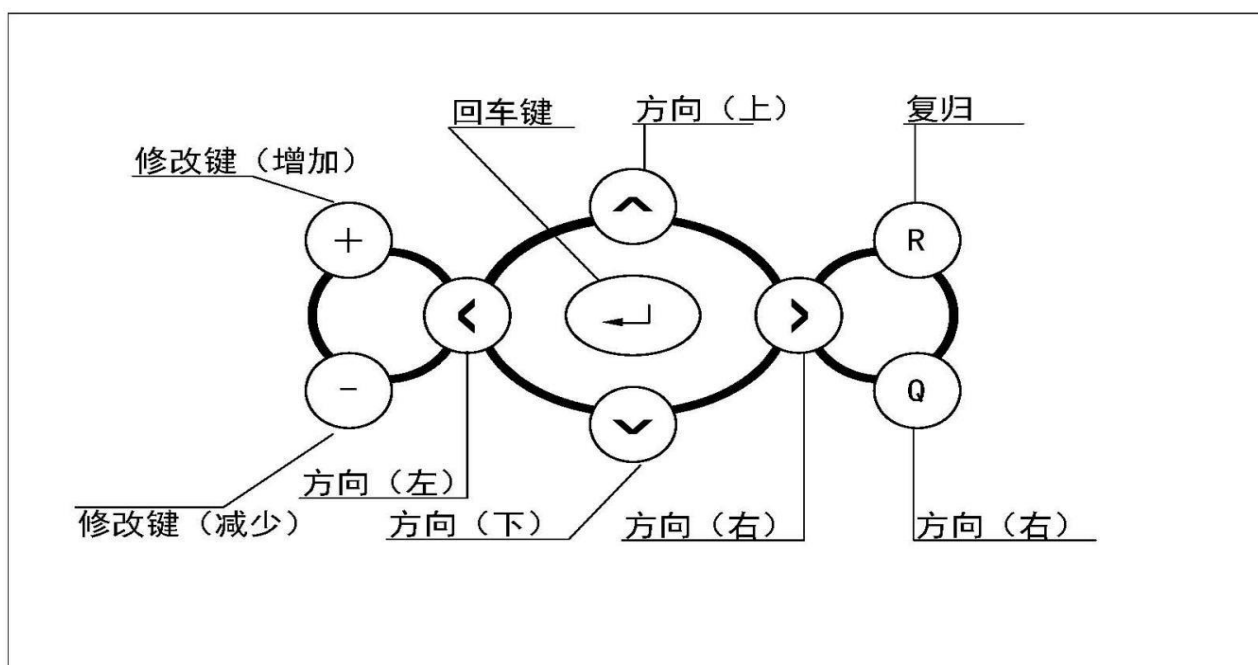 回车键
方向（上）
复归
修改键（增加）
+
R
-
Q
方向（左）
修改键（减少）
方向（下）
方向（右）
方向（右）